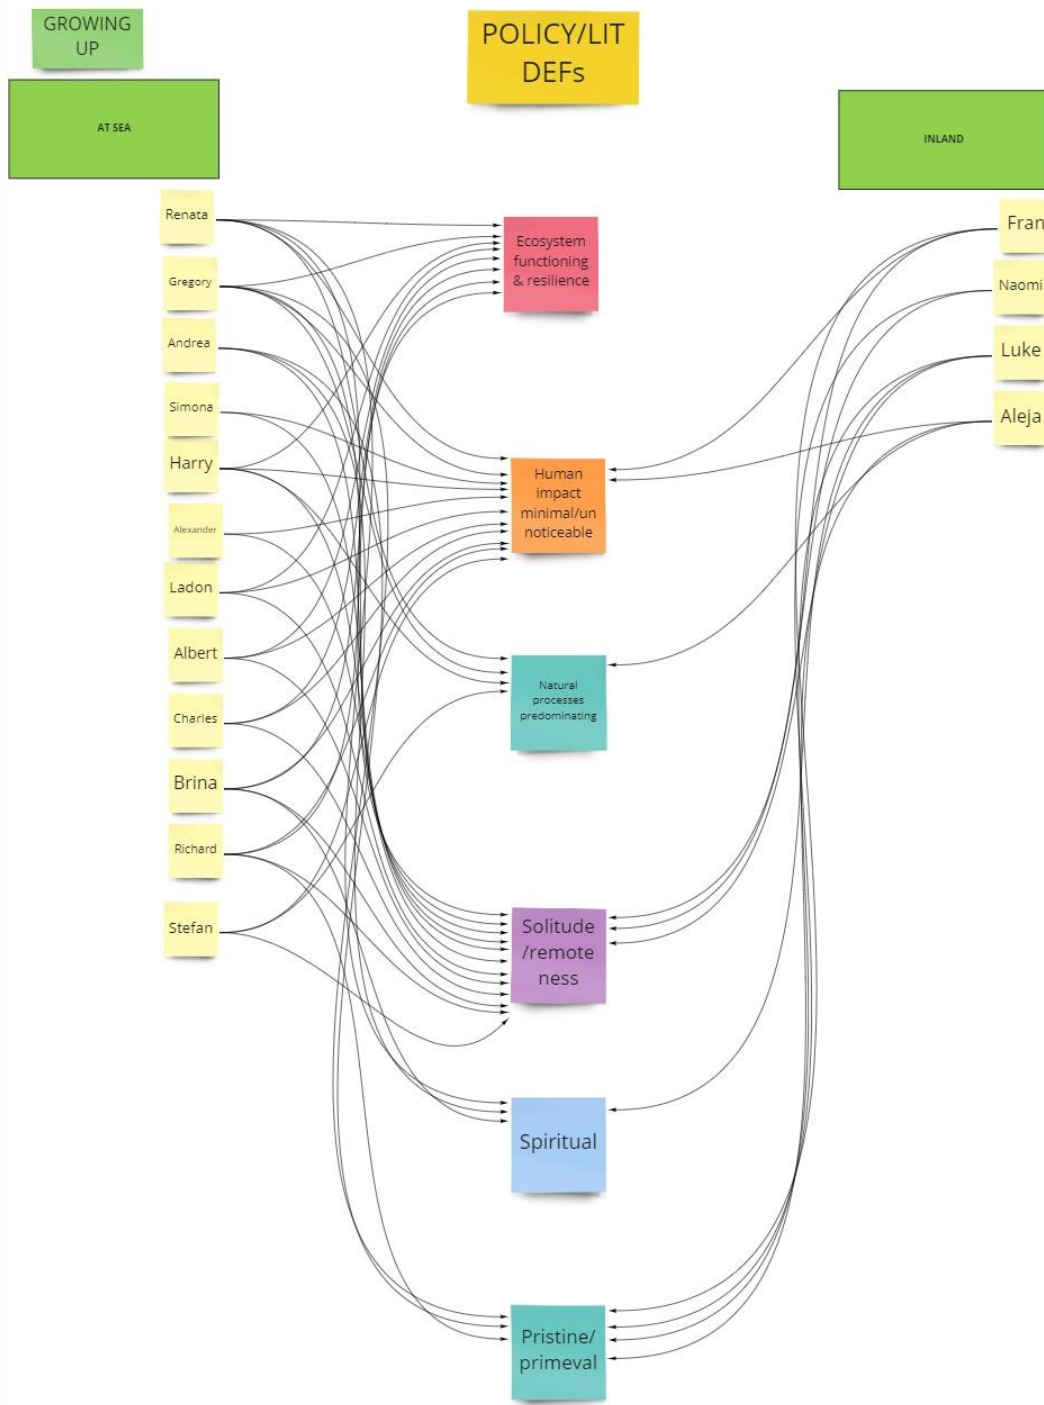 GROWING
UP
POLICY/LIT
DEFs
AT SEA
INLAND
Renata
Gregory
Andrea
Simona
Harry
Alexander
Ladon
Albert
Charles
Brina
Richard
Stefan
Ecosystem
functioning
& resilience
Human
impact
minimal/un
noticeable
Natural
processes
predominating
Solitude
/remote
ness
Spiritual
Pristine/
primeval
Fran
Naomi
Luke
Aleja